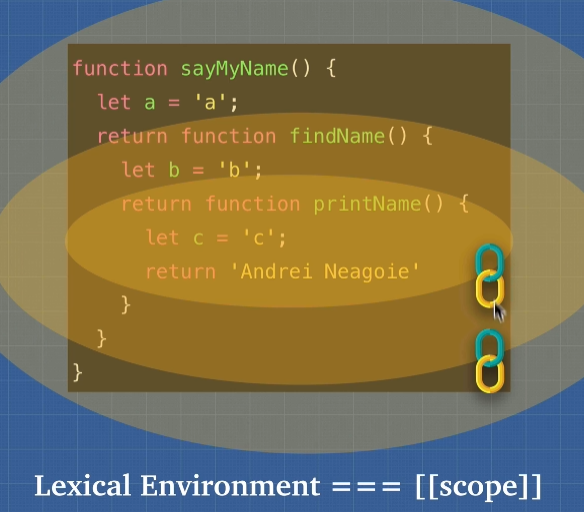 function sayMyName() {
  let a = 'a';
  return function findName() {
    let b = 'b';
    return function printName() {
      let c = 'c';
      return 'Andrei Neagoie'
    }
  }
}
Lexical Environment === [[scope]]